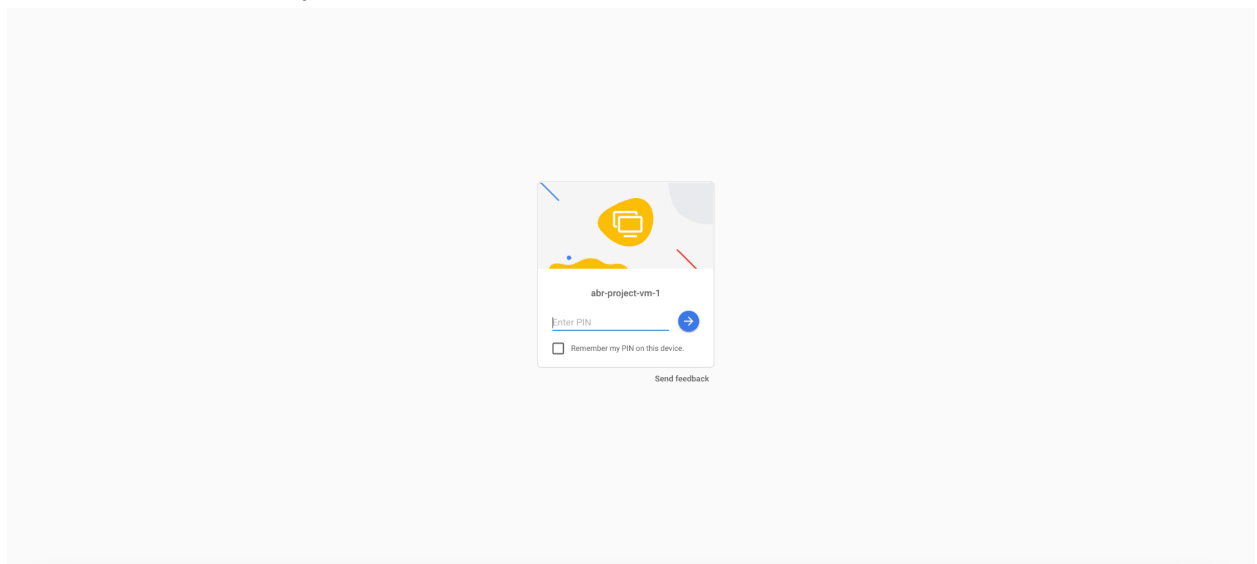 abr-project-vm-1
Enter PIN
Remember my PIN on this device.
Send feedback